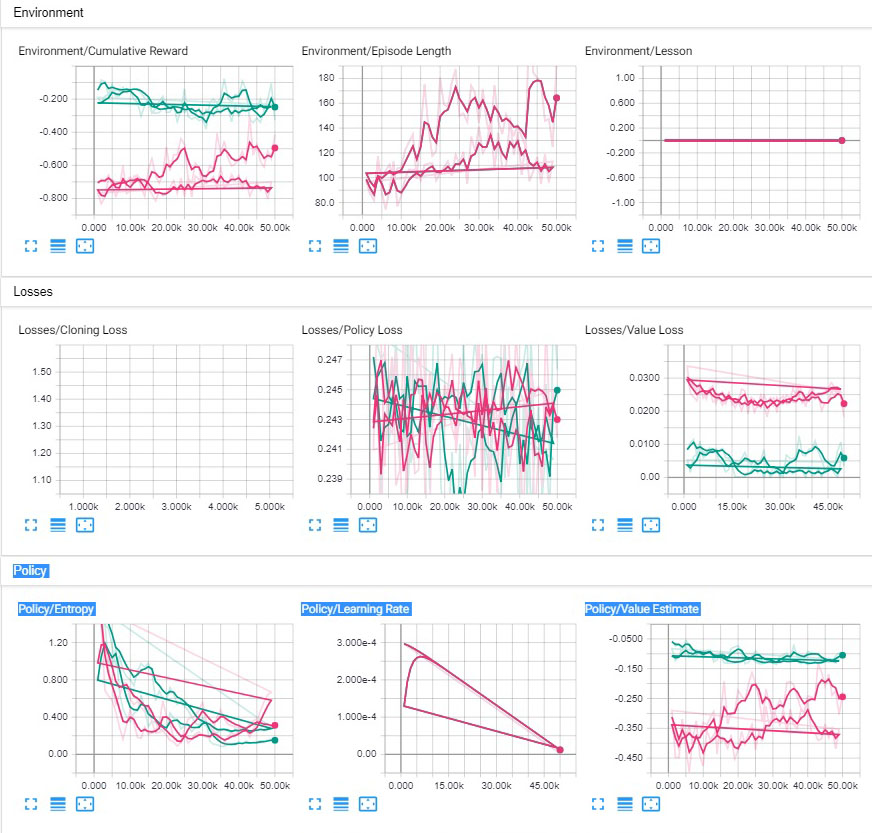 Environment
Environment/Cumulative Reward
-0.200
-0.400
-0.600
-0.800
0.000 10.00k 20.00k 30.00k 40.00k 50.00k
Environment/Episode Length
180
160
140
120
100
80.0
0.000 10.00k 20.00k 30.00k 40.00k 50.00k
Environment/Lesson
1.00
0.600
0.200
-0.200
-0.600
-1.00
0.000 10.00k 20.00k 30.00k 40.00k 50.00k
Losses
Losses/Cloning Loss
1.50
1.40
1.30
1.20
1.10
1.000k 2.000k 3.000k 4.000k 5.000k
Losses/Policy Loss
0.247
0.245
0.243
0.241
0.239
0.000 10.00k 20.00k 30.00k 40.00k 50.00k
Losses/Value Loss
0.0300
0.0200
0.0100
0.00
0.000 15.00k 30.00k 45.00k
Policy
Policy/Entropy
1.20
0.800
0.400
0.00
0.000 10.00k 20.00k 30.00k 40.00k 50.00k
Policy/Learning Rate
3.000e-4
2.000e-4
1.000e-4
0.00
0.000 15.00k 30.00k 45.00k
Policy/Value Estimate
-0.0500
-0.150
-0.250
-0.350
-0.450
0.000 10.00k 20.00k 30.00k 40.00k 50.00k